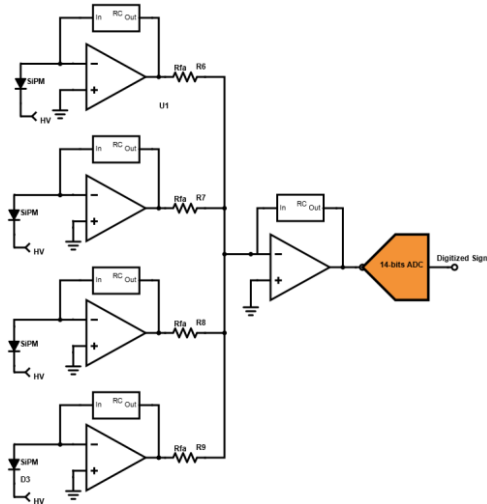 In RC Out
SiPM
HV
− +
Rfa R6
U1
In RC Out
SiPM
HV
− +
Rfa R7
In RC Out
− +
14-bits ADC
Digitized Sign
In RC Out
SiPM
HV
− +
Rfa R8
In RC Out
SiPM
D3
HV
− +
Rfa R9